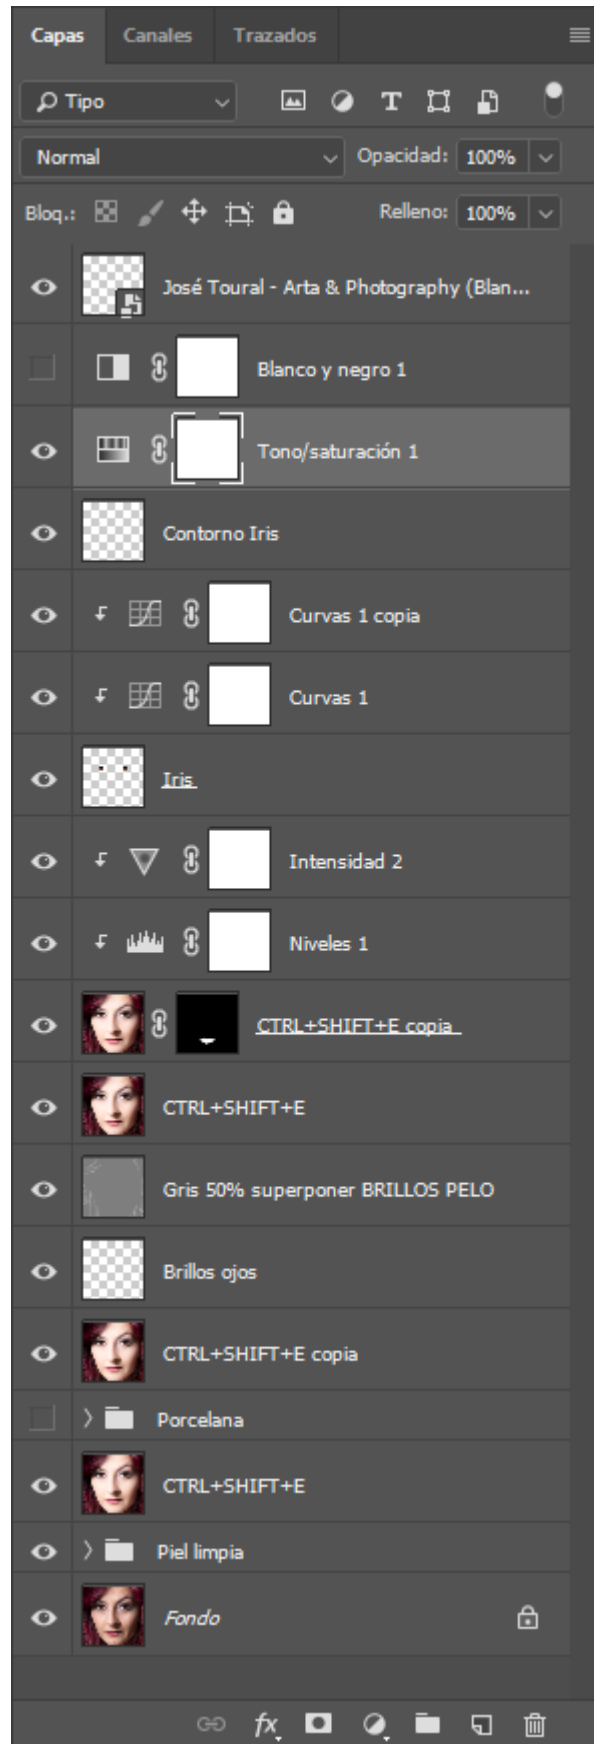 Capas Canales Trazados
Tipo
Normal Opacidad: 100%
Bloq.: Relleno: 100%
José Toural - Arta & Photography (Blan...
Blanco y negro 1
Tono/saturación 1
Contorno Iris
Curvas 1 copia
Curvas 1
Iris
Intensidad 2
Niveles 1
CTRL+SHIFT+E copia
CTRL+SHIFT+E
Gris 50% superponer BRILLOS PELO
Brillos ojos
CTRL+SHIFT+E copia
Porcelana
CTRL+SHIFT+E
Piel limpia
Fondo
fx